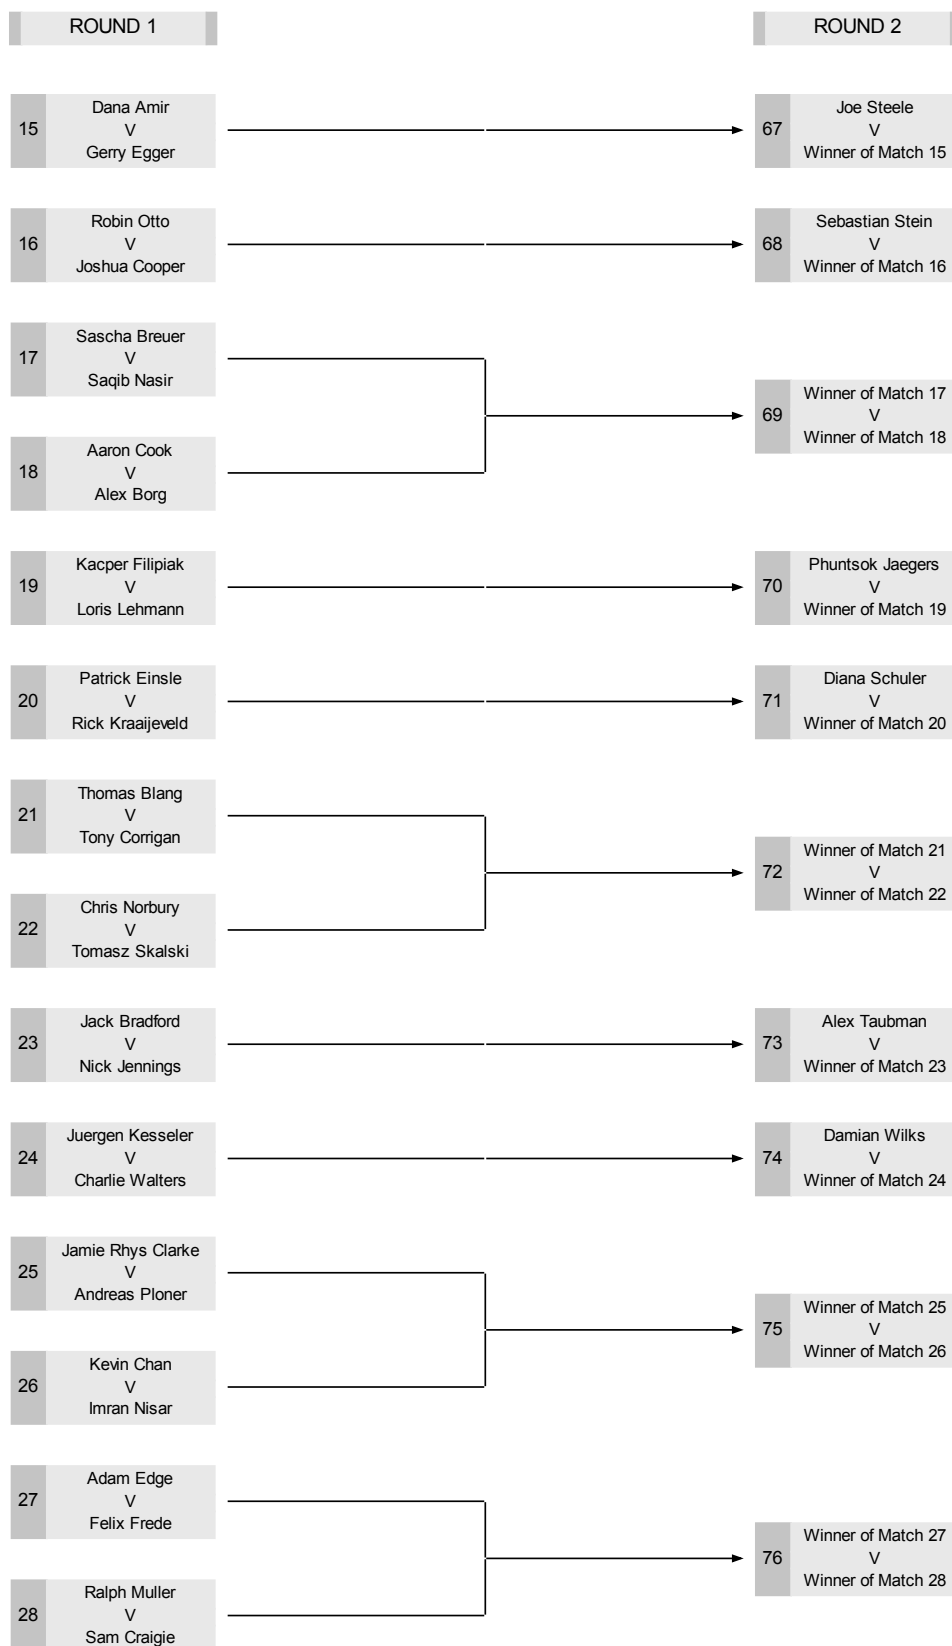 ROUND 1
ROUND 2
15
Dana Amir
V
Gerry Egger
67
Joe Steele
V
Winner of Match 15
16
Robin Otto
V
Joshua Cooper
68
Sebastian Stein
V
Winner of Match 16
17
Sascha Breuer
V
Saqib Nasir
69
Winner of Match 17
V
Winner of Match 18
18
Aaron Cook
V
Alex Borg
19
Kacper Filipiak
V
Loris Lehmann
70
Phuntsok Jaegers
V
Winner of Match 19
20
Patrick Einsle
V
Rick Kraaijeveld
71
Diana Schuler
V
Winner of Match 20
21
Thomas Blang
V
Tony Corrigan
72
Winner of Match 21
V
Winner of Match 22
22
Chris Norbury
V
Tomasz Skalski
23
Jack Bradford
V
Nick Jennings
73
Alex Taubman
V
Winner of Match 23
24
Juergen Kesseler
V
Charlie Walters
74
Damian Wilks
V
Winner of Match 24
25
Jamie Rhys Clarke
V
Andreas Ploner
75
Winner of Match 25
V
Winner of Match 26
26
Kevin Chan
V
Imran Nisar
27
Adam Edge
V
Felix Frede
76
Winner of Match 27
V
Winner of Match 28
28
Ralph Muller
V
Sam Craigie